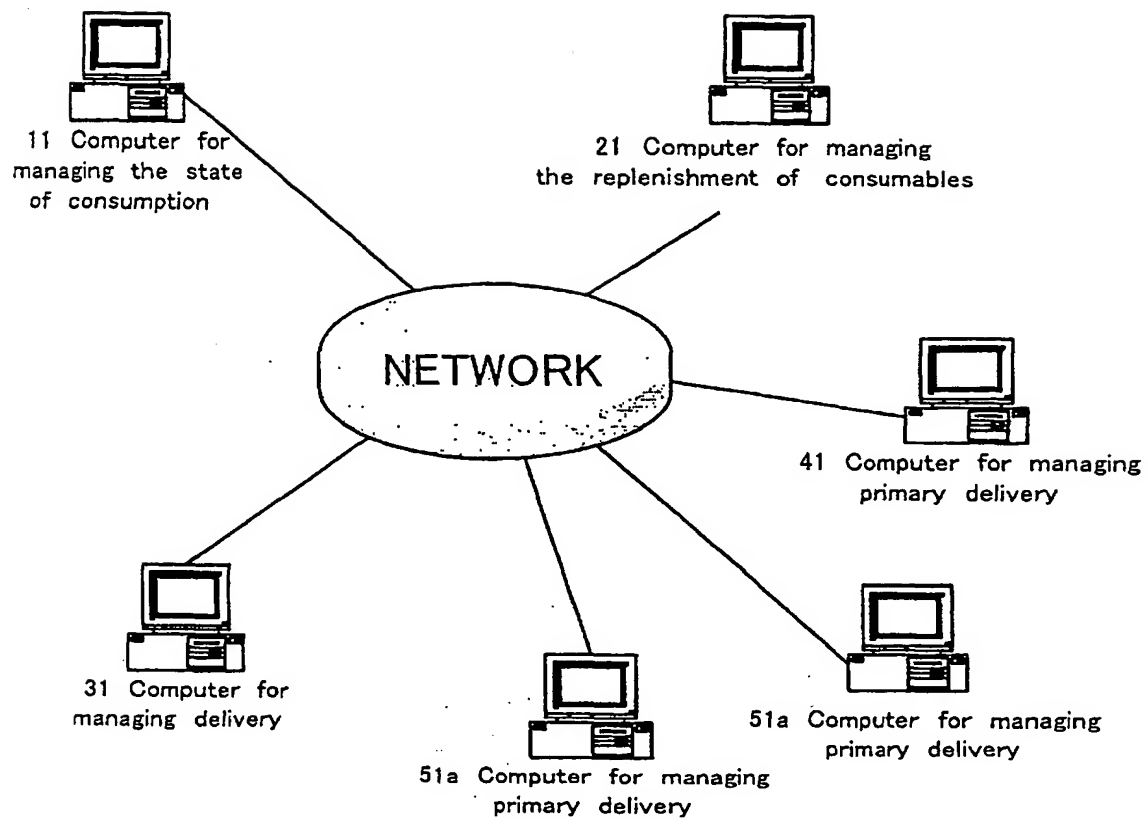 11 Computer for
managing the state
of consumption
21 Computer for managing
the replenishment of consumables
NETWORK
41 Computer for managing
primary delivery
31 Computer for
managing delivery
51a Computer for managing
primary delivery
51a Computer for managing
primary delivery